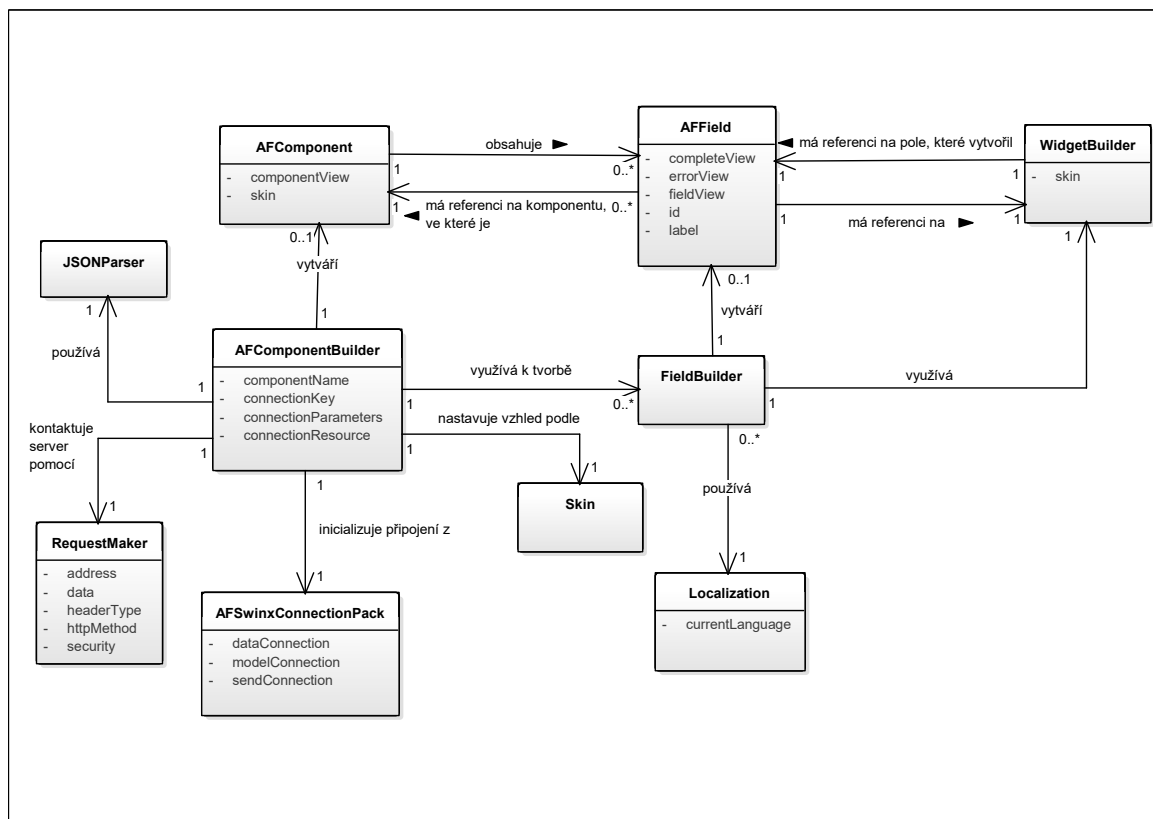 AFComponent
- componentView
- skin
obsahuje ►
1
0..*
AFField
- completeView
- errorView
- fieldView
- id
- label
◄ má referenci na pole, které vytvořil
1
1
WidgetBuilder
- skin
1
◄ má referenci na komponentu,
ve které je
0..*
1
má referenci na ►
1
JSONParser
0..1
vytváří
1
1
používá
1
0..1
vytváří
1
1
využívá
1
AFComponentBuilder
- componentName
- connectionKey
- connectionParameters
- connectionResource
využívá k tvorbě
1
0..*
FieldBuilder
nastavuje vzhled podle
1
1
Skin
kontaktuje
server
pomocí
1
1
RequestMaker
- address
- data
- headerType
- httpMethod
- security
1
inicializuje připojení z
1
AFSwinxConnectionPack
- dataConnection
- modelConnection
- sendConnection
0..*
používá
1
Localization
- currentLanguage